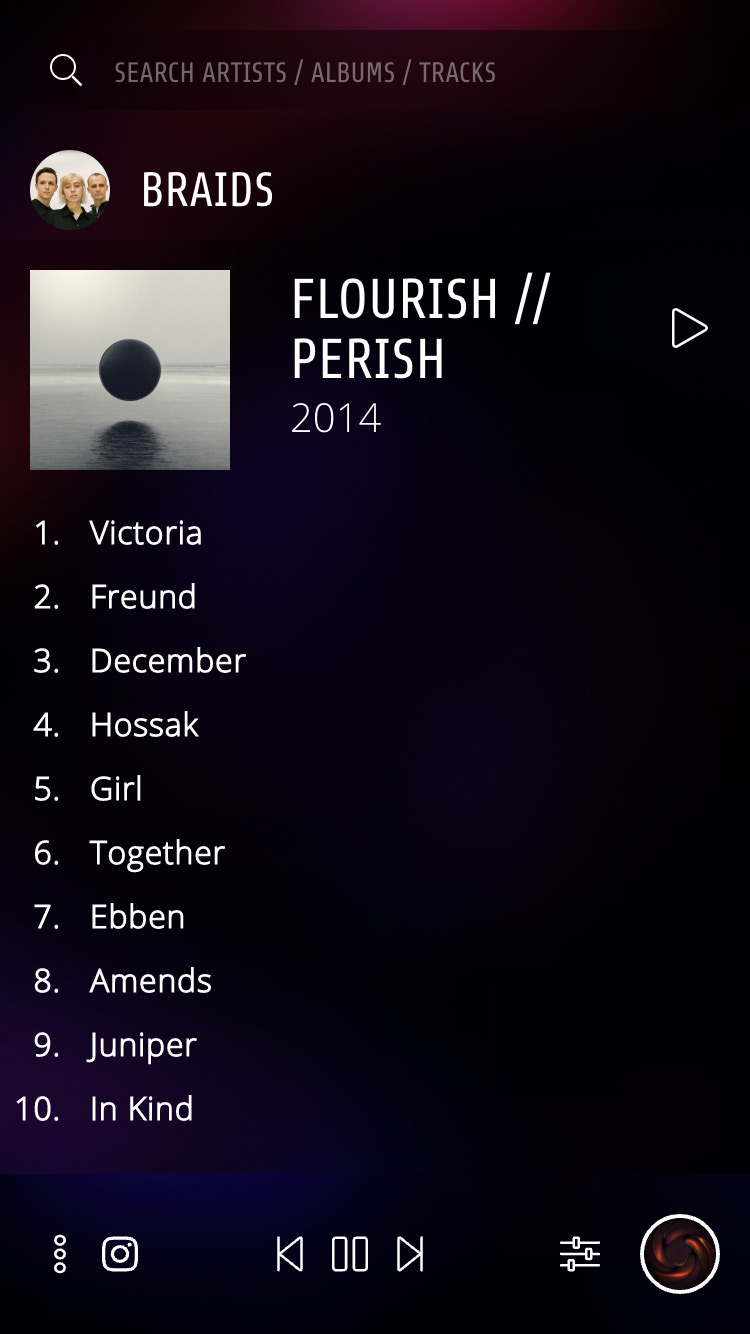 SEARCH ARTISTS / ALBUMS / TRACKS
BRAIDS
FLOURISH //
PERISH
2014
1. Victoria
2. Freund
3. December
4. Hossak
5. Girl
6. Together
7. Ebben
8. Amends
9. Juniper
10. In Kind